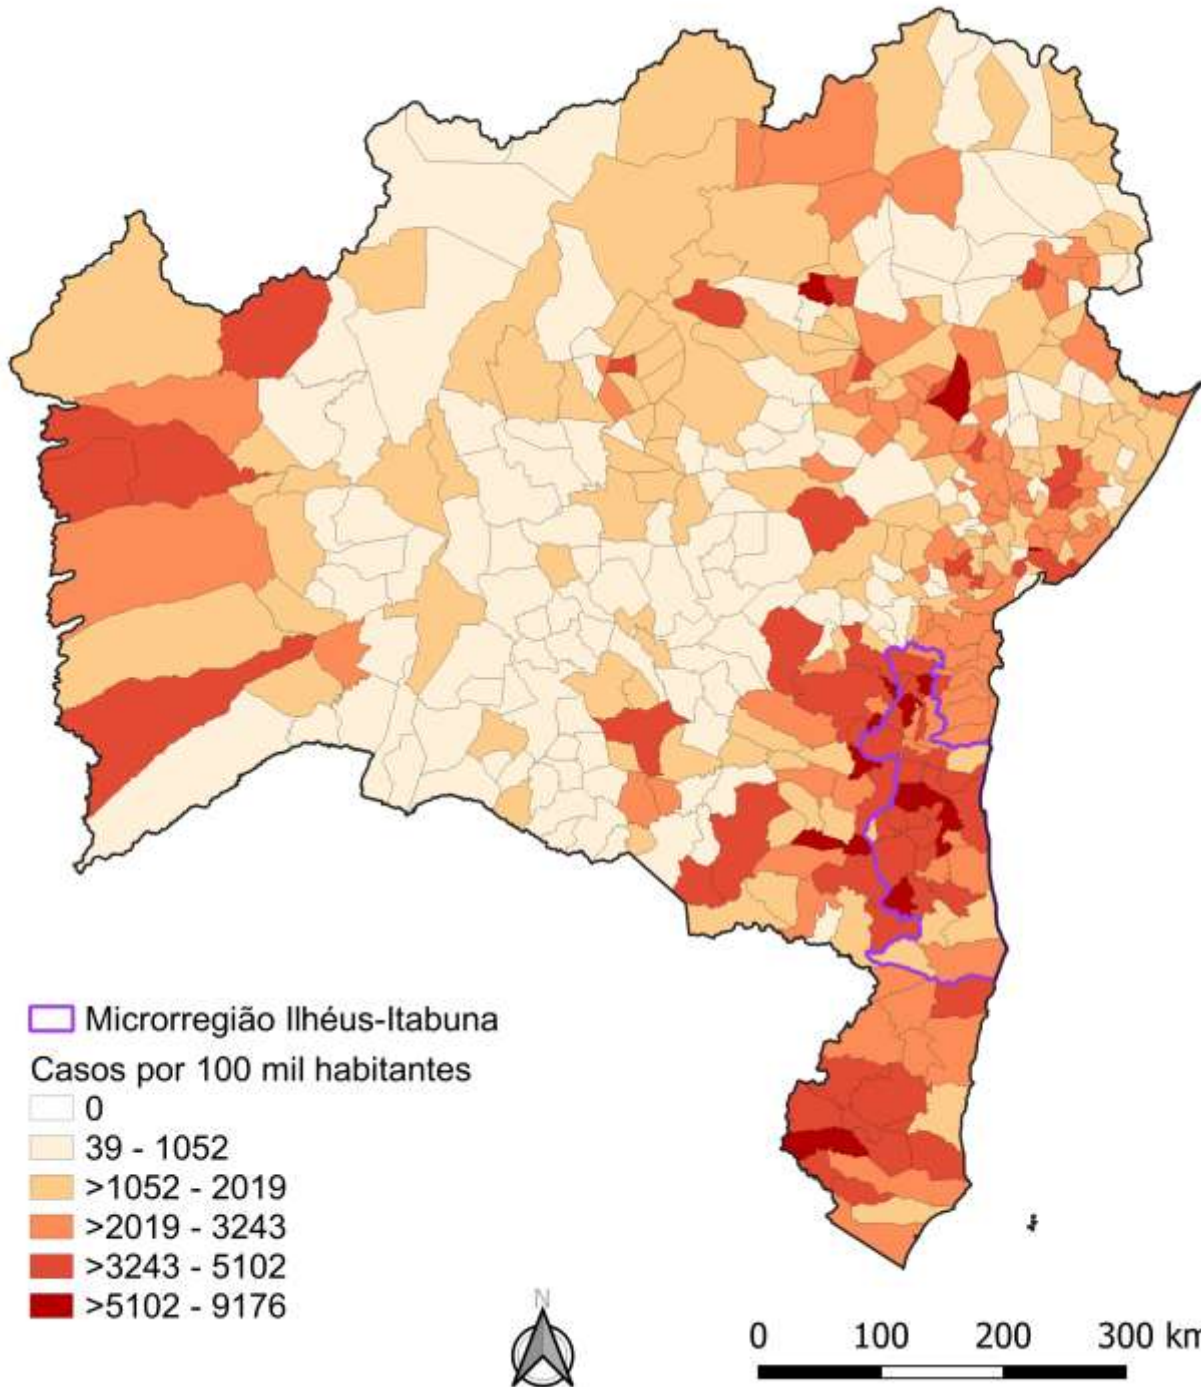 Microrregião Ilhéus-Itabuna
Casos por 100 mil habitantes
0
39 - 1052
>1052 - 2019
>2019 - 3243
>3243 - 5102
>5102 - 9176
N
0 100 200 300 km